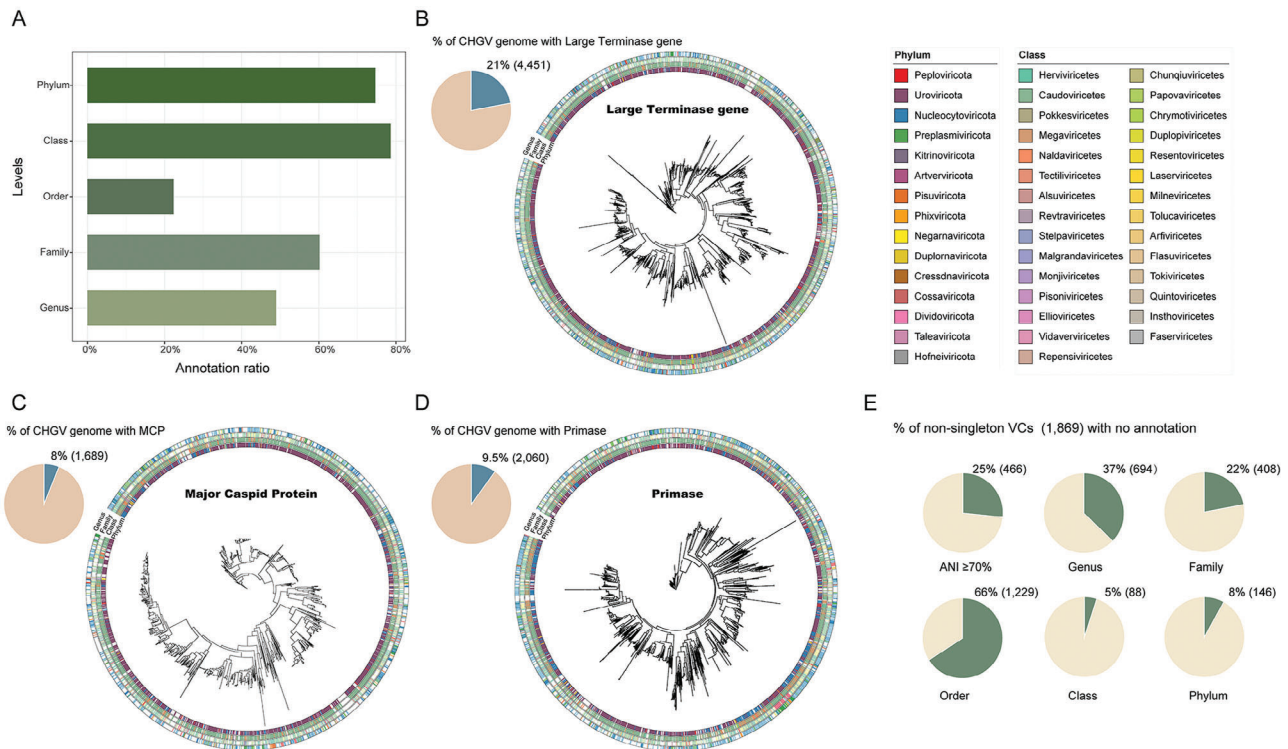 A
Levels
Phylum
Class
Order
Family
Genus
0%
20%
40%
60%
80%
Annotation ratio
B
% of CHGV genome with Large Terminase gene
21% (4,451)
Large Terminase gene
Genus
Family
Class
Phylum
Phylum
Peploviricota
Uroviricota
Nucleocytoviricota
Preplasmiviricota
Kitrinoviricota
Artverviricota
Pisuviricota
Phixviricota
Negarnaviricota
Duplornaviricota
Cressdnaviricota
Cossaviricota
Dividoviricota
Taleaviricota
Hofneiviricota
Class
Herviviricetes
Caudoviricetes
Pokkesviricetes
Megaviricetes
Naldaviricetes
Tectiliviricetes
Alsuviricetes
Revtraviricetes
Stelpaviricetes
Malgrandaviricetes
Monjiviricetes
Pisoniviricetes
Ellioviricetes
Vidaverviricetes
Repensiviricetes
Chunqiuviricetes
Papovaviricetes
Chrymotiviricetes
Duplopiviricetes
Resentoviricetes
Laserviricetes
Milneviricetes
Tolucaviricetes
Arfiviricetes
Flasuviricetes
Tokiviricetes
Quintoviricetes
Insthoviricetes
Faserviricetes
C
% of CHGV genome with MCP
8% (1,689)
Major Caspid Protein
Genus
Family
Class
Phylum
D
% of CHGV genome with Primase
9.5% (2,060)
Primase
Genus
Family
Class
Phylum
E
% of non-singleton VCs (1,869) with no annotation
25% (466)
37% (694)
22% (408)
ANI ≥70%
Genus
Family
66% (1,229)
5% (88)
8% (146)
Order
Class
Phylum